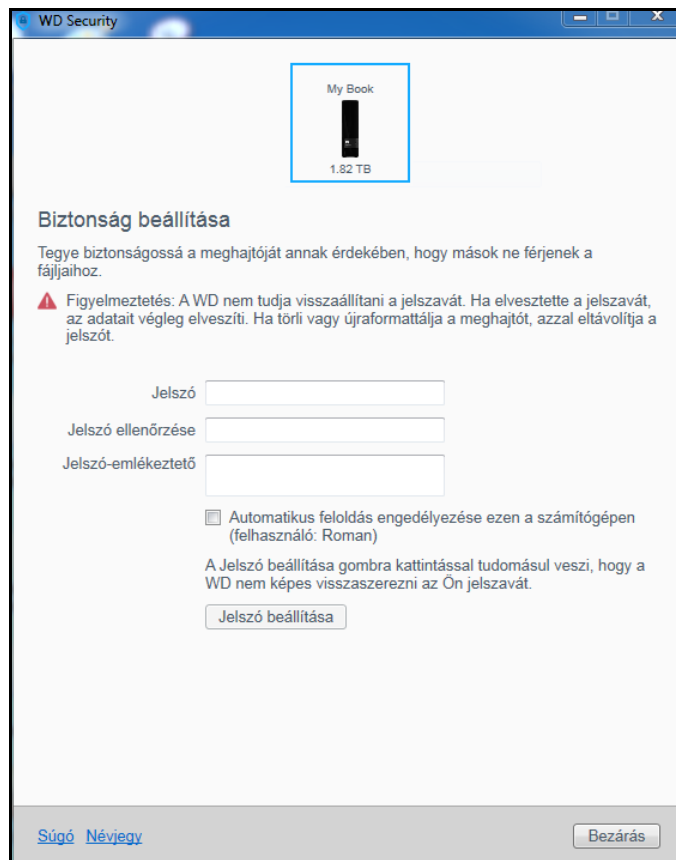 WD Security
My Book
1.82 TB
Biztonság beállítása
Tegye biztonságossá a meghajtóját annak érdekében, hogy mások ne férjenek a
fájljaihoz.
Figyelmeztetés: A WD nem tudja visszaállítani a jelszavát. Ha elvesztette a jelszavát,
az adatait végleg elveszíti. Ha törli vagy újraformattálja a meghajtót, azzal eltávolítja a
jelszót.
Jelszó
Jelszó ellenőrzése
Jelszó-emlékeztető
Automatikus feloldás engedélyezése ezen a számítógépen
(felhasználó: Roman)
A Jelszó beállítása gombra kattintással tudomásul veszi, hogy a
WD nem képes visszaszerezni az Ön jelszavát.
Jelszó beállítása
Súgó Névjegy Bezárás